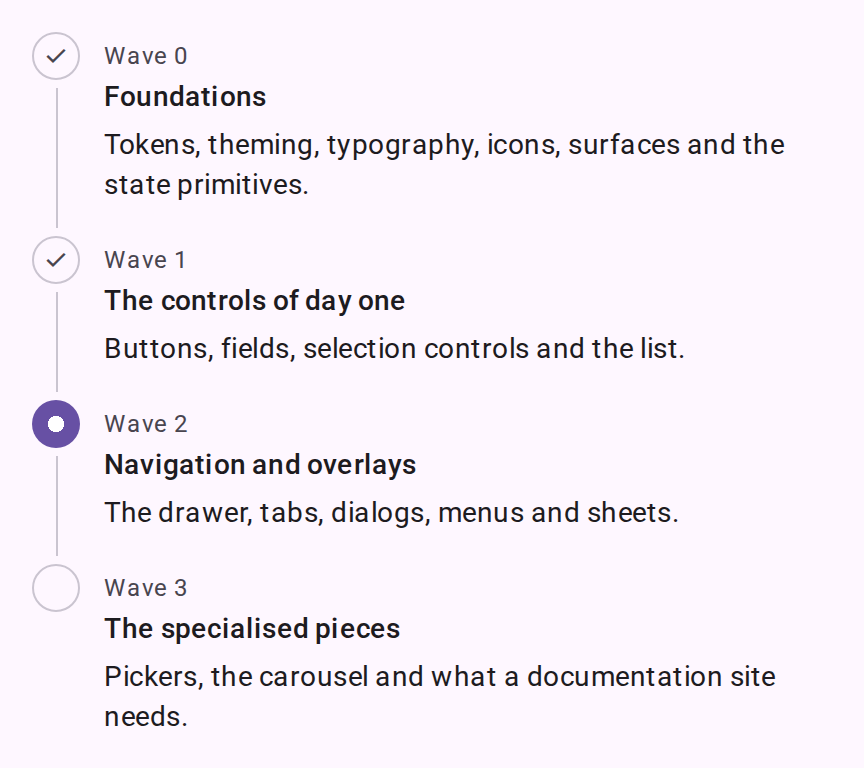 Wave 0
Foundations
Tokens, theming, typography, icons, surfaces and the
state primitives.
Wave 1
The controls of day one
Buttons, fields, selection controls and the list.
Wave 2
Navigation and overlays
The drawer, tabs, dialogs, menus and sheets.
Wave 3
The specialised pieces
Pickers, the carousel and what a documentation site
needs.